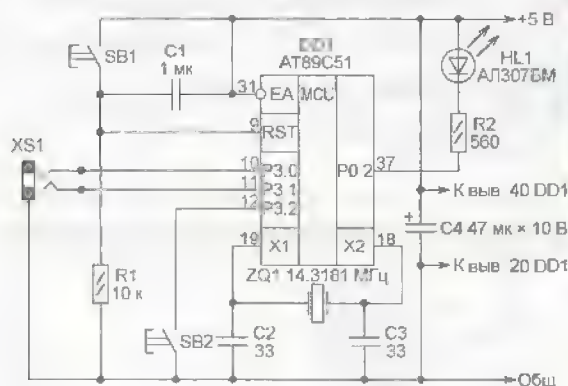 +5 В
DD1
AT89C51
SB1
C1
1 мк
HL1
АЛ307БМ
31
EA
MCU
9
RST
R2
560
XS1
10
P3.0
P0.2
37
11
P3.1
12
P3.2
К выв 40 DD1
C4 47 мк × 10 В
19
X1
X2
18
К выв 20 DD1
R1
10 к
ZQ1 14.3181 МГц
SB2
C2
33
C3
33
Общ